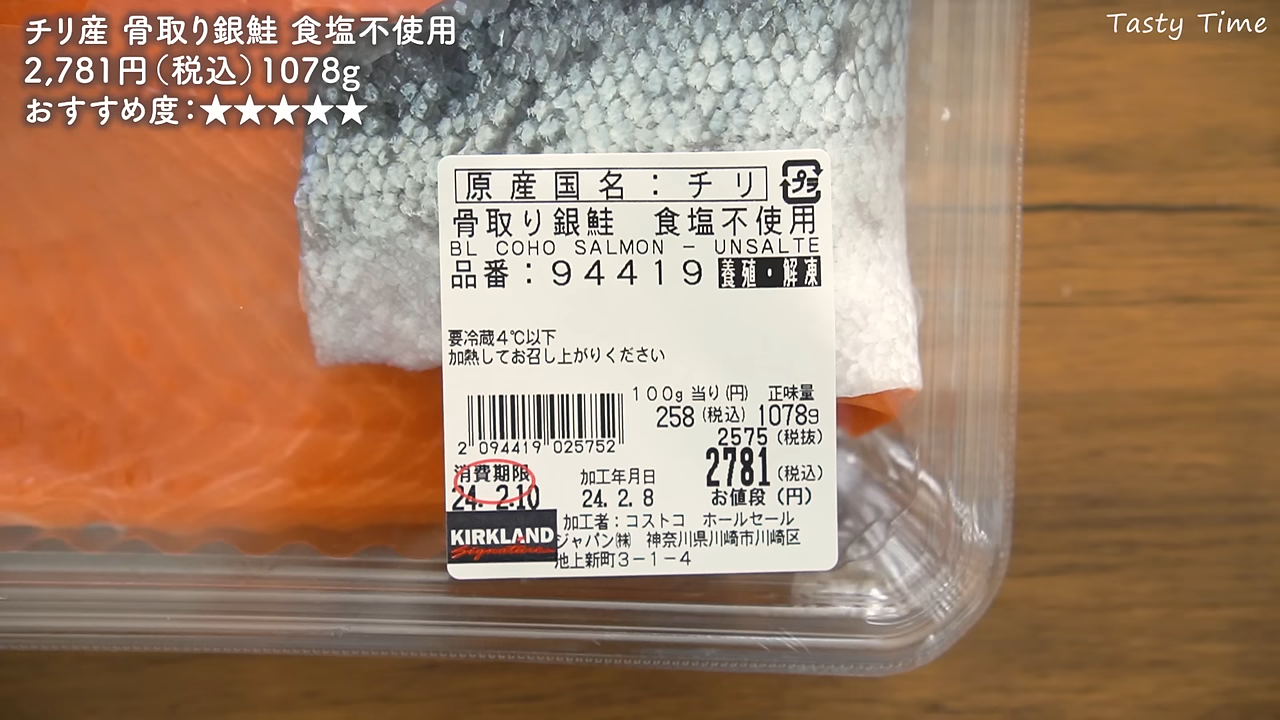 チリ産 骨取り銀鮭 食塩不使用
2,781円(税込)1078g
おすすめ度:★★★★★
Tasty Time
原産国名:チリ
プラ
骨取り銀鮭 食塩不使用
BL COHO SALMON - UNSALTE
品番:94419 養殖・解凍
要冷蔵4℃以下
加熱してお召し上がりください
100g当り(円) 正味量
258(税込) 1078g
2575(税抜)
2781(税込)
お値段(円)
2 094419 025752
消費期限 加工年月日
24. 2.10 24. 2. 8
KIRKLAND
Signature
加工者:コストコ ホールセール
ジャパン㈱ 神奈川県川崎市川崎区
池上新町3-1-4